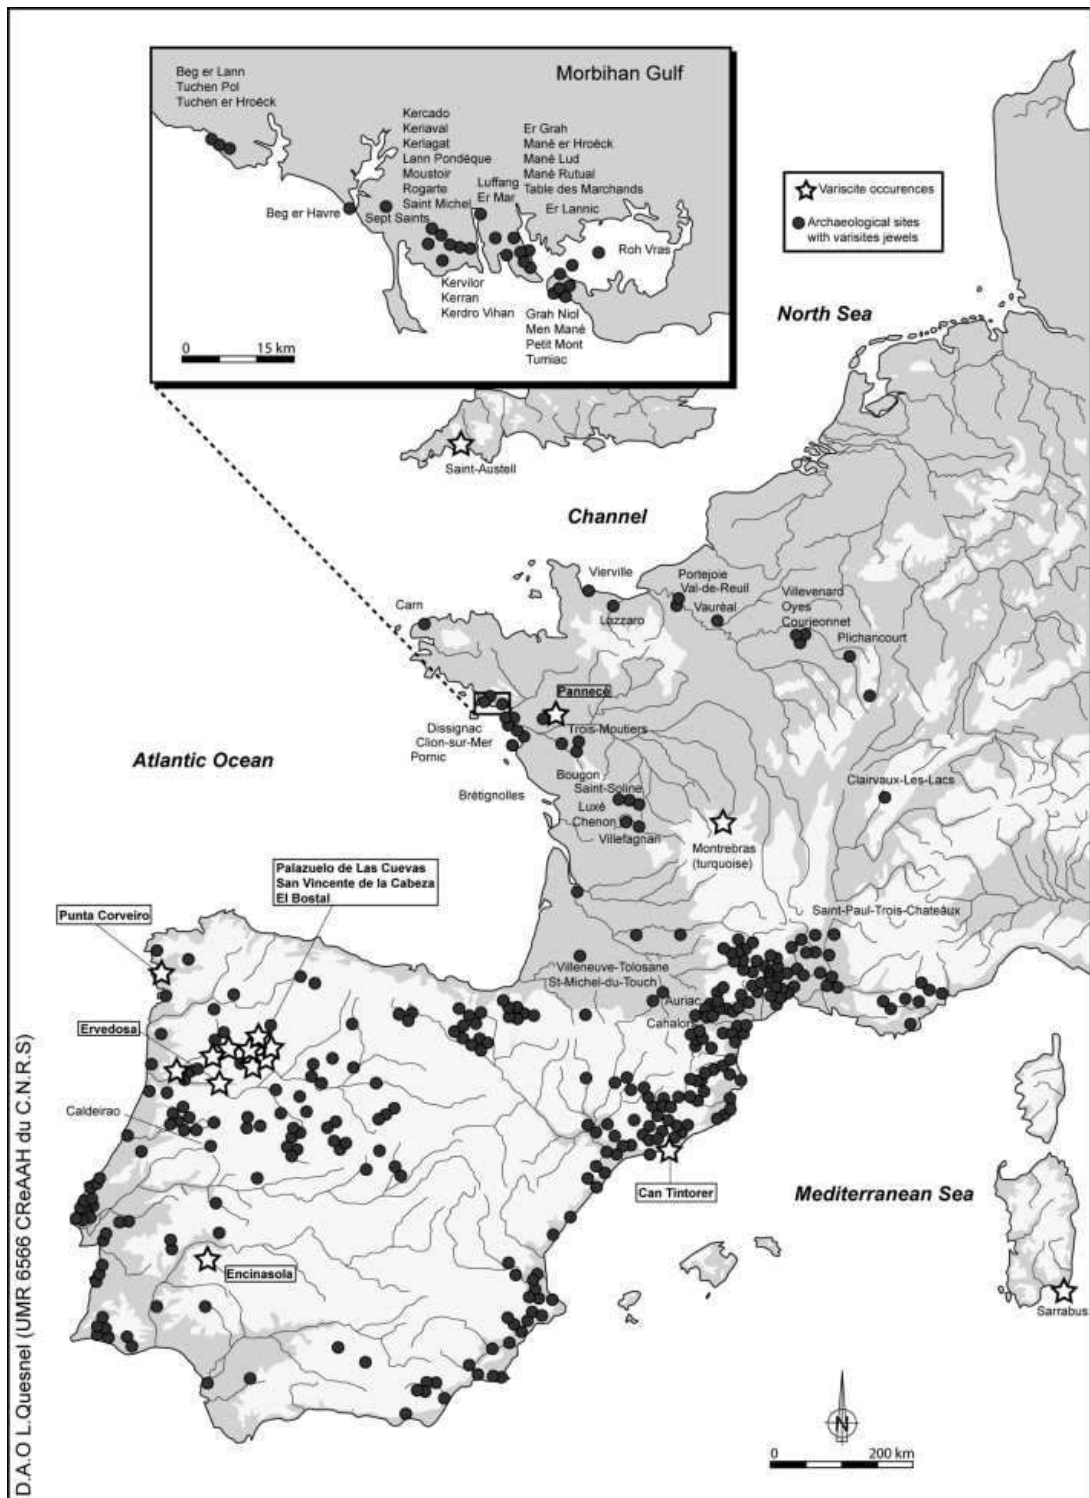 Morbihan Gulf
Beg er Lann
Tuchen Pol
Tuchen er Hroëck
Kercado
Keriaval
Kerlagat
Lann Pondèque
Moustoir
Rogarte
Saint Michel
Er Grah
Mané er Hroëck
Mané Lud
Mané Rutual
Table des Marchands
Luffang
Er Mar
Er Lannic
Beg er Havre
Sept Saints
Roh Vras
Kervilor
Kerran
Kerdro Vihan
Grah Niol
Men Mané
Petit Mont
Tumiac
0 15 km
Variscite occurences
Archaeological sites
with varisites jewels
North Sea
Saint-Austell
Channel
Vierville
Portejoie
Val-de-Reuil
Vauréal
Villevenard
Oyes
Courjeonnet
Plichancourt
Carn
Lazzaro
Pannecé
Dissignac
Clion-sur-Mer
Pornic
Trois-Moutiers
Atlantic Ocean
Brétignolles
Bougon
Saint-Soline
Luxé
Chenon
Villefagnan
Clairvaux-Les-Lacs
Montrebras
(turquoise)
Palazuelo de Las Cuevas
San Vincente de la Cabeza
El Bostal
Punta Corveiro
Saint-Paul-Trois-Chateâux
Villeneuve-Tolosane
St-Michel-du-Touch
Auriac
Cahalort
Ervedosa
Caldeirao
Can Tintorer
Mediterranean Sea
Encinasola
Sarrabus
N
0 200 km
D.A.O L.Quesnel (UMR 6566 CReAAH du C.N.R.S)